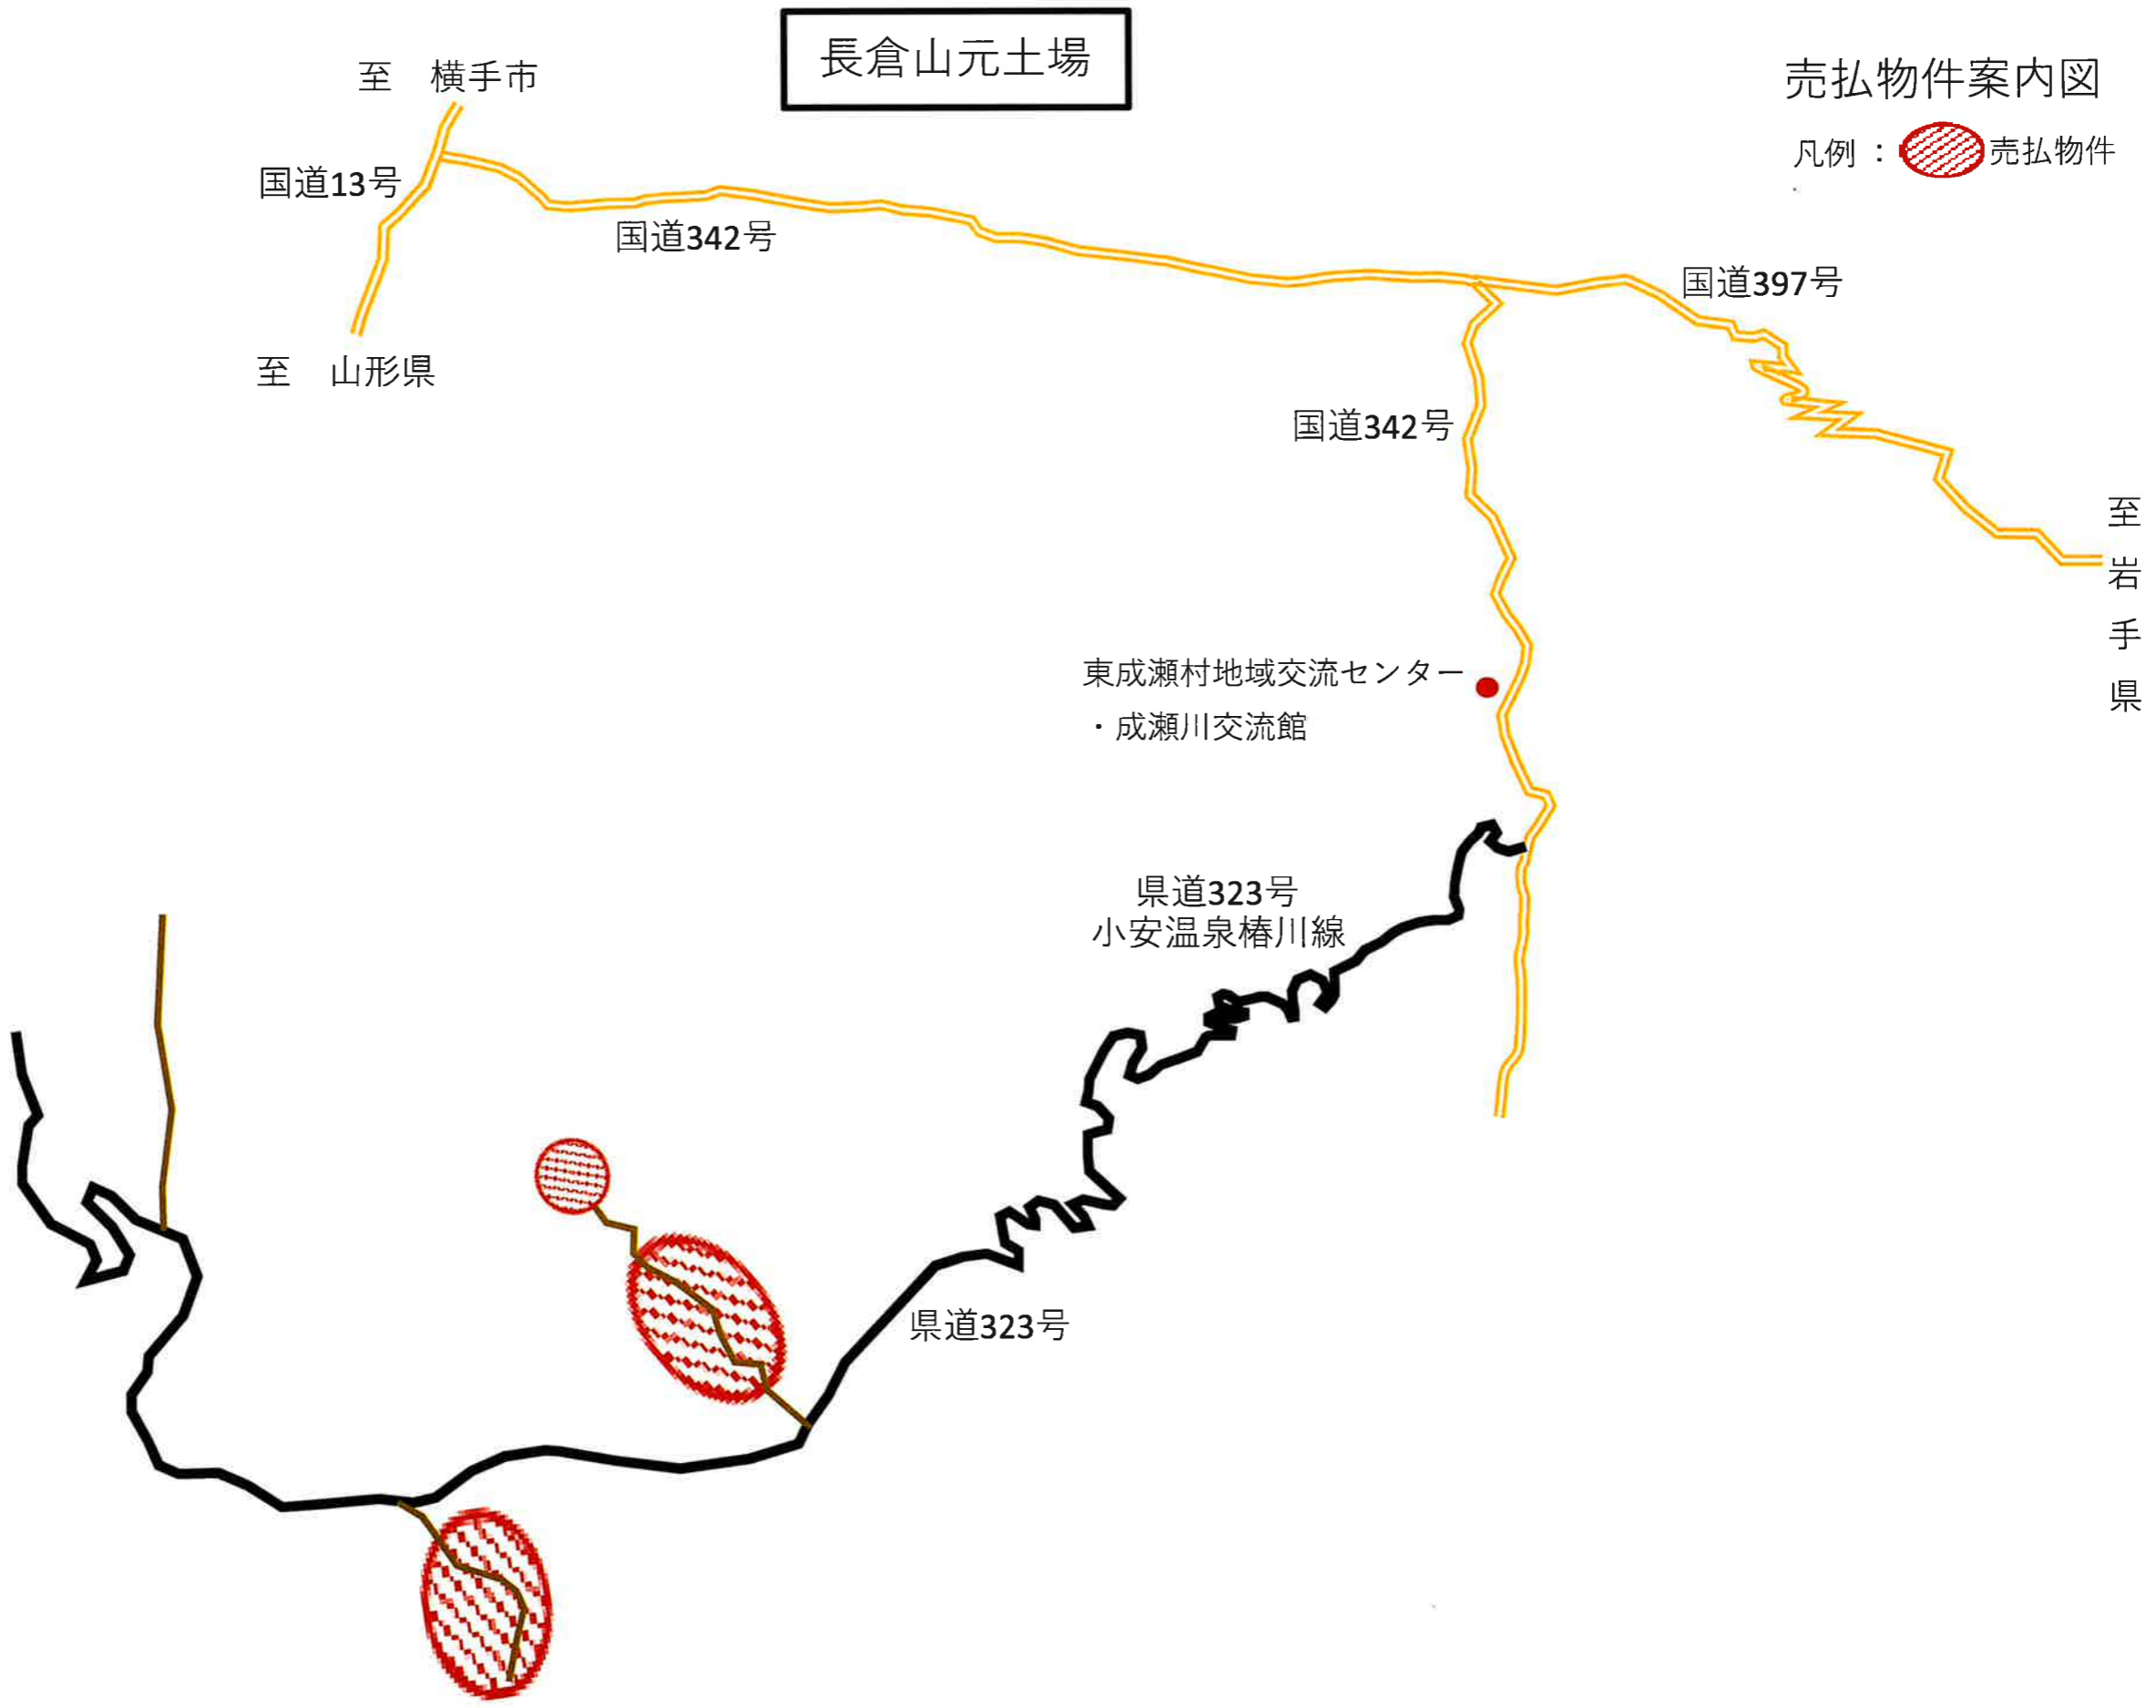 長倉山元土場
売払物件案内図
凡例 : 売払物件
至 横手市
国道13号
国道342号
至 山形県
国道397号
国道342号
至岩手県
東成瀬村地域交流センター
・成瀬川交流館
県道323号
小安温泉椿川線
県道323号